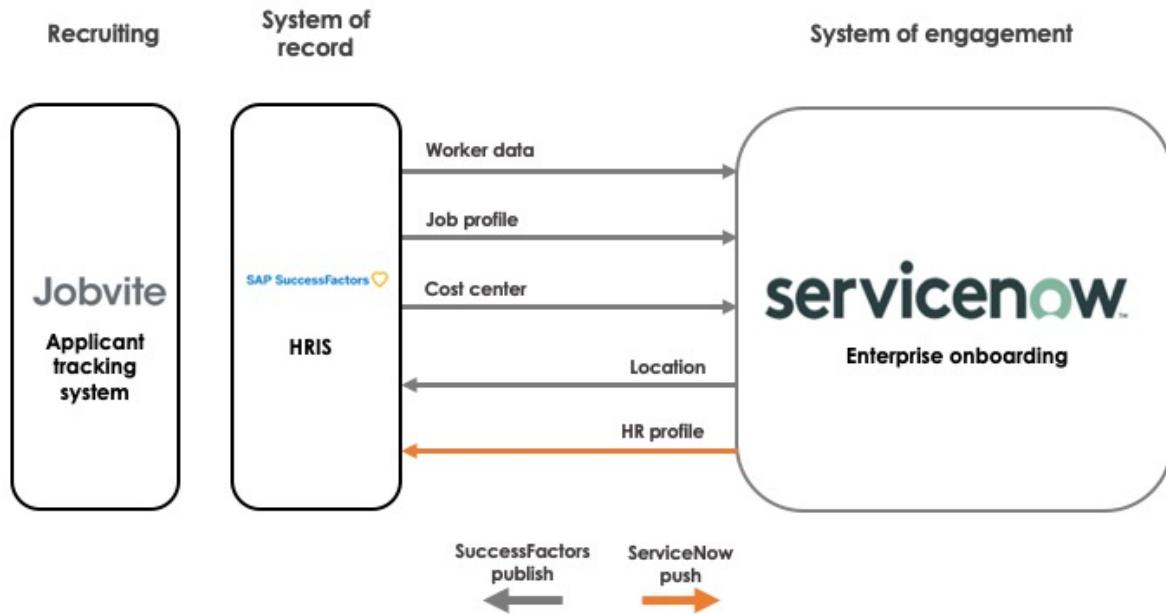 Recruiting
System of
record
System of engagement
Worker data
Job profile
Cost center
Location
HR profile
Jobvite
Applicant
tracking
system
SAP SuccessFactors
HRIS
servicenow™
Enterprise onboarding
SuccessFactors
publish
ServiceNow
push